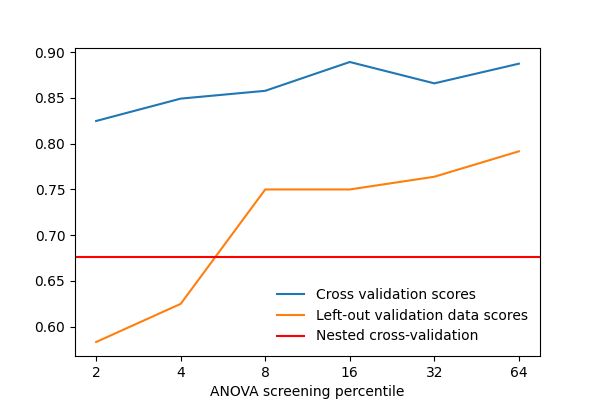 0.90
0.85
0.80
0.75
0.70
0.65
0.60
Cross validation scores
Left-out validation data scores
Nested cross-validation
2 4 8 16 32 64
ANOVA screening percentile